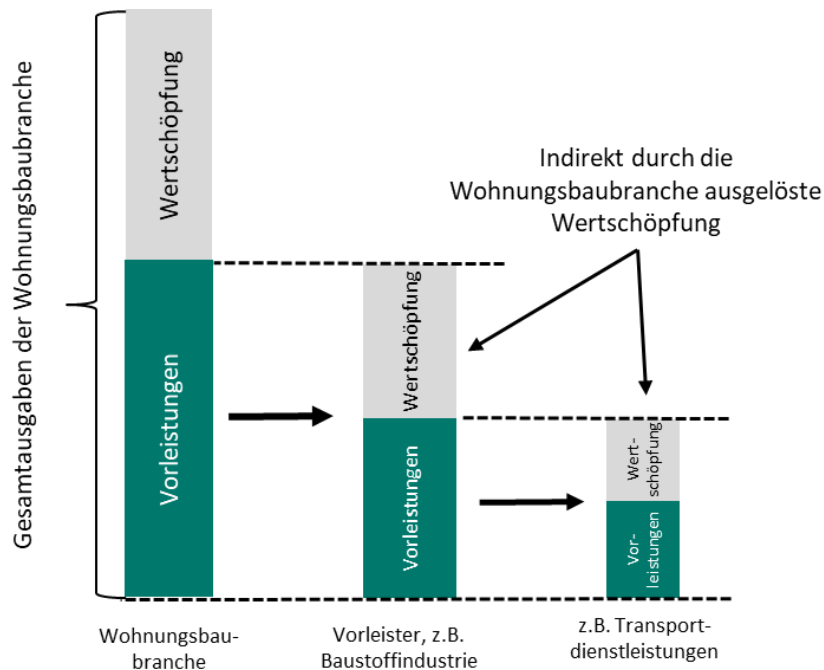 Gesamtausgaben der Wohnungsbaubranche
Wertschöpfung
Vorleistungen
Wertschöpfung
Vorleistungen
Indirekt durch die
Wohnungsbaubranche ausgelöste
Wertschöpfung
Wert-
schöpfung
Vor-
leistungen
Wohnungsbau-
branche
Vorleister, z.B.
Baustoffindustrie
z.B. Transport-
dienstleistungen